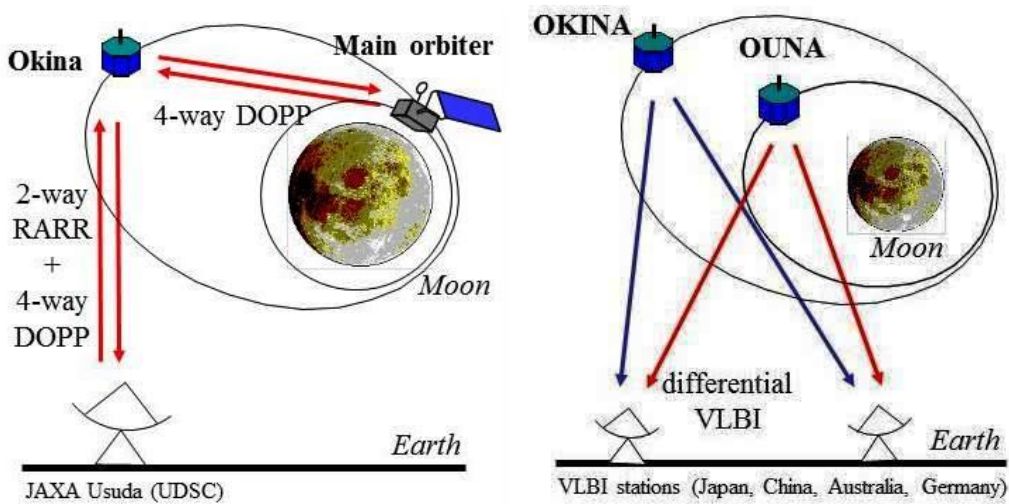 Okina
Main orbiter
4-way DOPP
2-way
RARR
+
4-way
DOPP
Moon
Earth
JAXA Usuda (UDSC)
OKINA
OUNA
Moon
differential
VLBI
Earth
VLBI stations (Japan, China, Australia, Germany)